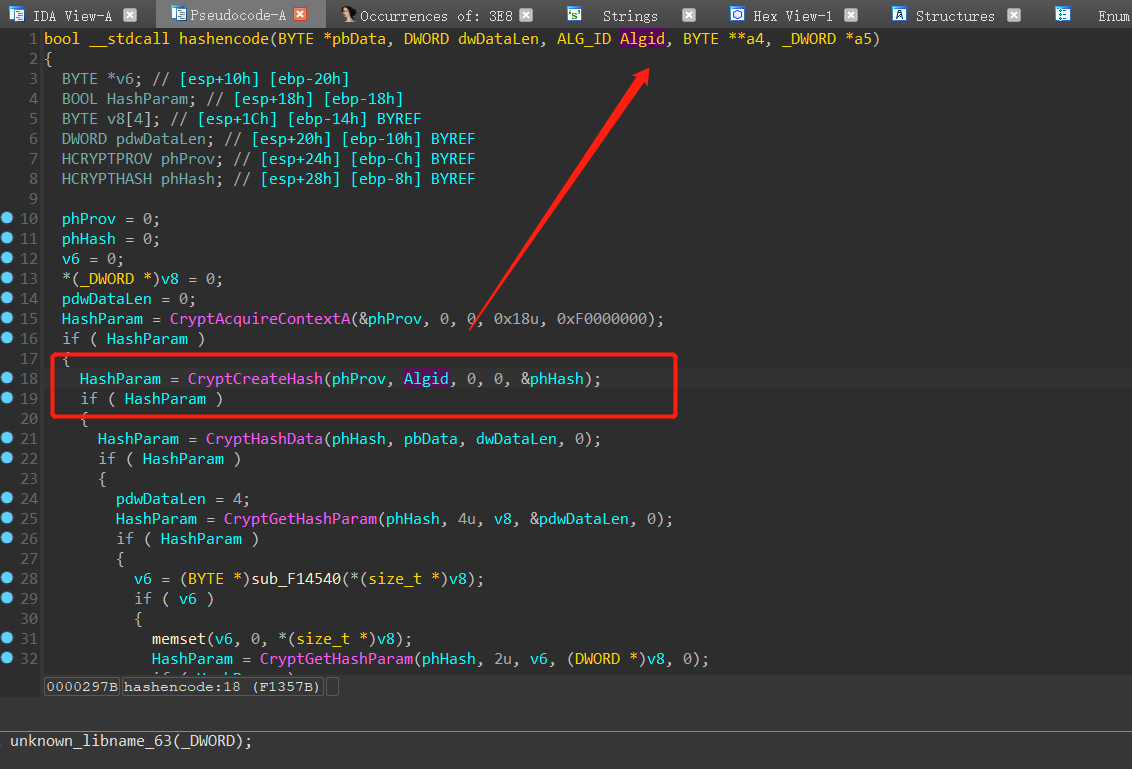 IDA View-A Pseudocode-A Occurrences of: 3E8 Strings Hex View-1 Structures Enum
1 bool __stdcall hashencode(BYTE *pbData, DWORD dwDataLen, ALG_ID Algid, BYTE **a4, _DWORD *a5)
2 {
3 BYTE *v6; // [esp+10h] [ebp-20h]
4 BOOL HashParam; // [esp+18h] [ebp-18h]
5 BYTE v8[4]; // [esp+1Ch] [ebp-14h] BYREF
6 DWORD pdwDataLen; // [esp+20h] [ebp-10h] BYREF
7 HCRYPTPROV phProv; // [esp+24h] [ebp-Ch] BYREF
8 HCRYPTHASH phHash; // [esp+28h] [ebp-8h] BYREF
9
10 phProv = 0;
11 phHash = 0;
12 v6 = 0;
13 *(_DWORD *)v8 = 0;
14 pdwDataLen = 0;
15 HashParam = CryptAcquireContextA(&phProv, 0, 0, 0x18u, 0xF0000000);
16 if ( HashParam )
17 {
18 HashParam = CryptCreateHash(phProv, Algid, 0, 0, &phHash);
19 if ( HashParam )
20 {
21 HashParam = CryptHashData(phHash, pbData, dwDataLen, 0);
22 if ( HashParam )
23 {
24 pdwDataLen = 4;
25 HashParam = CryptGetHashParam(phHash, 4u, v8, &pdwDataLen, 0);
26 if ( HashParam )
27 {
28 v6 = (BYTE *)sub_F14540(*(size_t *)v8);
29 if ( v6 )
30 {
31 memset(v6, 0, *(size_t *)v8);
32 HashParam = CryptGetHashParam(phHash, 2u, v6, (DWORD *)v8, 0);
0000297B hashencode:18 (F1357B)
unknown_libname_63(_DWORD);